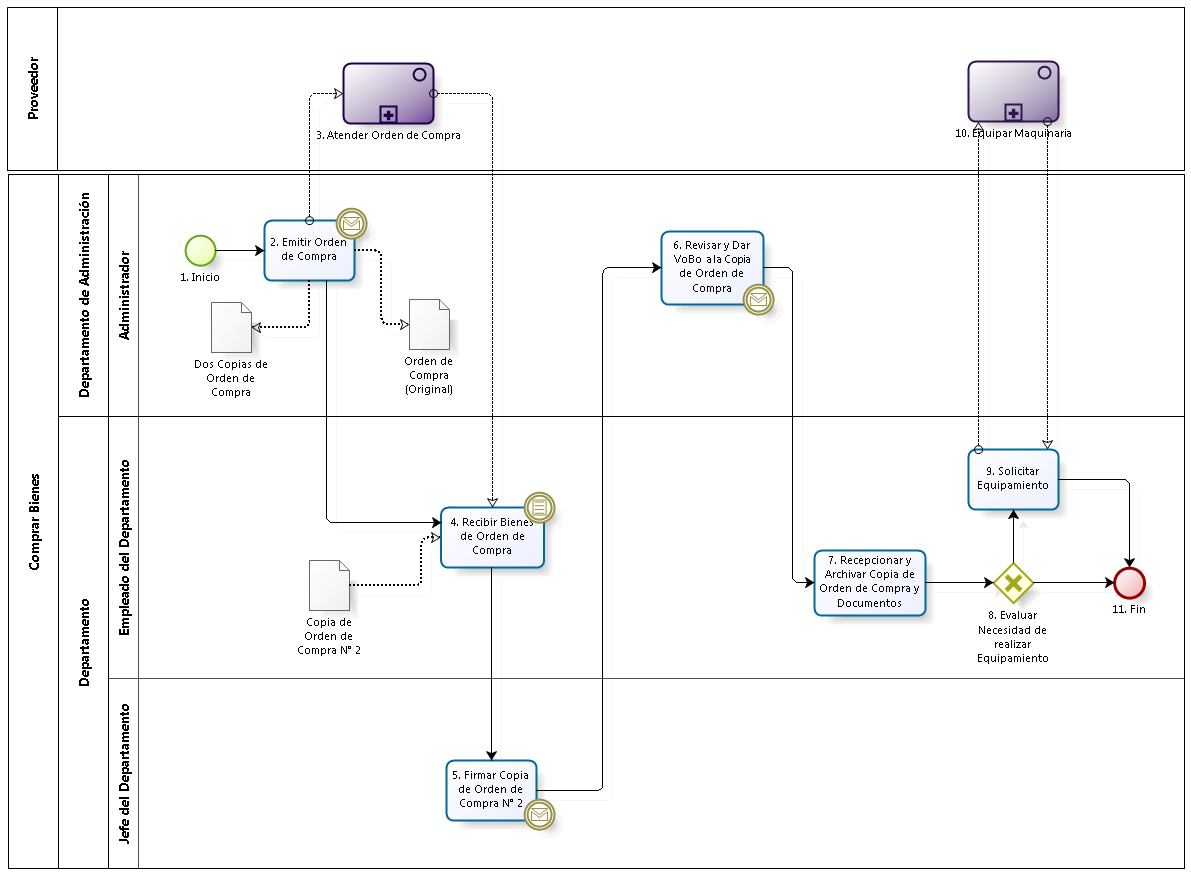 Proveedor
3. Atender Orden de Compra
10. Equipar Maquinaria
Comprar Bienes
Departamento de Administración
Administrador
1. Inicio
2. Emitir Orden
de Compra
Dos Copias de
Orden de
Compra
Orden de
Compra
(Original)
6. Revisar y Dar
VoBo a la Copia
de Orden de
Compra
Departamento
Empleado del Departamento
4. Recibir Bienes
de Orden de
Compra
Copia de
Orden de
Compra N° 2
7. Recepcionar y
Archivar Copia de
Orden de Compra y
Documentos
8. Evaluar
Necesidad de
realizar
Equipamiento
9. Solicitar
Equipamiento
11. Fin
Jefe del Departamento
5. Firmar Copia
de Orden de
Compra N° 2